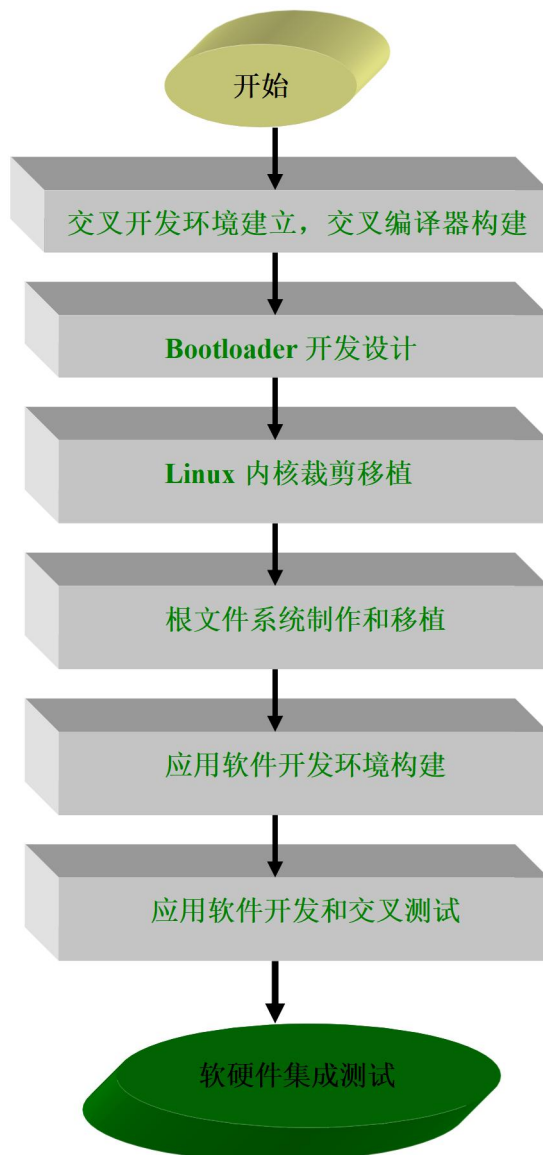 开始
交叉开发环境建立，交叉编译器构建
Bootloader 开发设计
Linux 内核裁剪移植
根文件系统制作和移植
应用软件开发环境构建
应用软件开发和交叉测试
软硬件集成测试